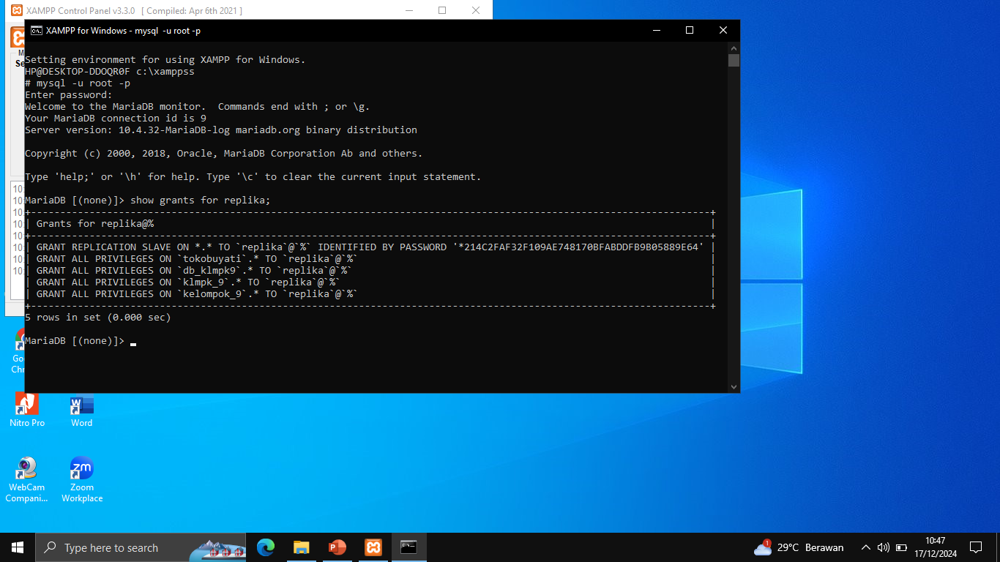 XAMPP Control Panel v3.3.0 [ Compiled: Apr 6th 2021 ]
XAMPP for Windows - mysql -u root -p
Setting environment for using XAMPP for Windows.
HP@DESKTOP-DDOQR0F c:\xamppss
# mysql -u root -p
Enter password:
Welcome to the MariaDB monitor.  Commands end with ; or \g.
Your MariaDB connection id is 9
Server version: 10.4.32-MariaDB-log mariadb.org binary distribution
Copyright (c) 2000, 2018, Oracle, MariaDB Corporation Ab and others.
Type 'help;' or '\h' for help. Type '\c' to clear the current input statement.
MariaDB [(none)]> show grants for replika;
| Grants for replika@% |
| GRANT REPLICATION SLAVE ON *.* TO `replika`@`%` IDENTIFIED BY PASSWORD '*214C2FAF32F109AE748170BFABDDFB9B05889E64' |
| GRANT ALL PRIVILEGES ON `tokobuyati`.* TO `replika`@`%` |
| GRANT ALL PRIVILEGES ON `db_klmpk9`.* TO `replika`@`%` |
| GRANT ALL PRIVILEGES ON `klmpk_9`.* TO `replika`@`%` |
| GRANT ALL PRIVILEGES ON `kelompok_9`.* TO `replika`@`%` |
5 rows in set (0.000 sec)
MariaDB [(none)]>
Nitro Pro
Word
WebCam Compani...
Zoom Workplace
Type here to search
1
29°C Berawan
10:47
17/12/2024